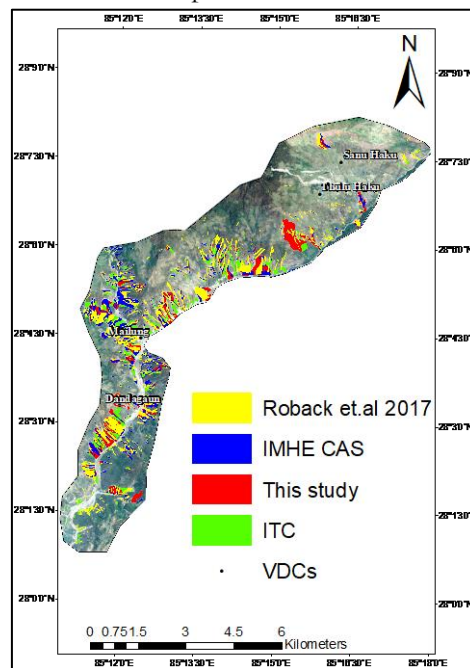 85°12'0"E 85°13'30"E 85°15'0"E 85°16'30"E
N
28°9'0"N 28°9'0"N
28°7'30"N 28°7'30"N
Sanu Haku
Thulu Haku
28°6'0"N 28°6'0"N
28°4'30"N 28°4'30"N
Mailung
Dandagaun
28°3'0"N 28°3'0"N
28°1'30"N 28°1'30"N
28°0'0"N 28°0'0"N
Roback et.al 2017
IMHE CAS
This study
ITC
VDCs
0 0.75 1.5 3 4.5 6
Kilometers
85°12'0"E 85°13'30"E 85°15'0"E 85°16'30"E 85°18'0"E